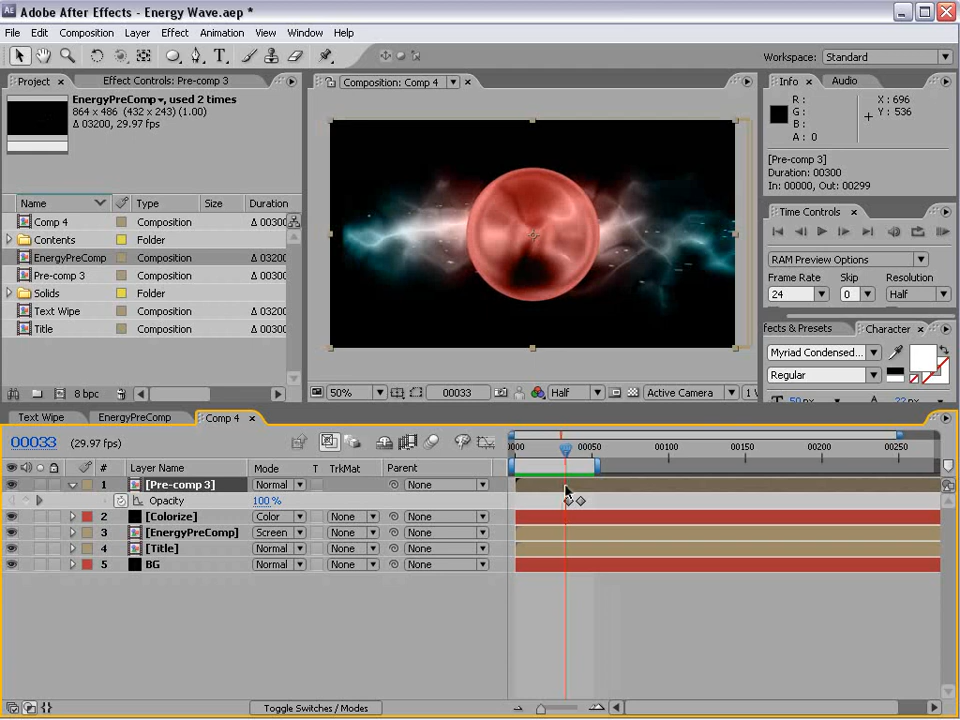 Adobe After Effects - Energy Wave.aep *
File Edit Composition Layer Effect Animation View Window Help
Workspace: Standard
Project × Effect Controls: Pre-comp 3
EnergyPreComp, used 2 times
864 x 486 (432 x 243) (1.00)
Δ 03200, 29.97 fps
Name Type Size Duration
Comp 4 Composition Δ 00300
Contents Folder
EnergyPreComp Composition Δ 03200
Pre-comp 3 Composition Δ 00300
Solids Folder
Text Wipe Composition Δ 03200
Title Composition Δ 00300
8 bpc
Composition: Comp 4 ×
50% 00033 Half Active Camera 1
Info × Audio
R :
G :
B :
A : 0
X : 696
Y : 536
[Pre-comp 3]
Duration: 00300
In: 00000, Out: 00299
Time Controls ×
RAM Preview Options
Frame Rate Skip Resolution
24 0 Half
ffects & Presets Character ×
Myriad Condensed...
Regular
Text Wipe EnergyPreComp Comp 4 ×
00033 (29.97 fps)
0000 00050 00100 00150 00200 00250
# Layer Name Mode T TrkMat Parent
1 [Pre-comp 3] Normal None
Opacity 100 %
2 [Colorize] Color None None
3 [EnergyPreComp] Screen None None
4 [Title] Normal None None
5 BG Normal None None
Toggle Switches / Modes